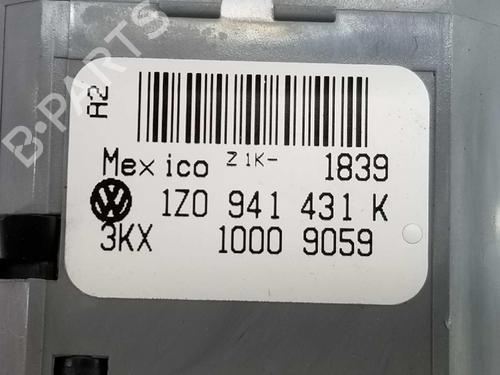 B-PARTS
A2
Mexico Z1K- 1839
1Z0 941 431 K
3KX 1000 9059